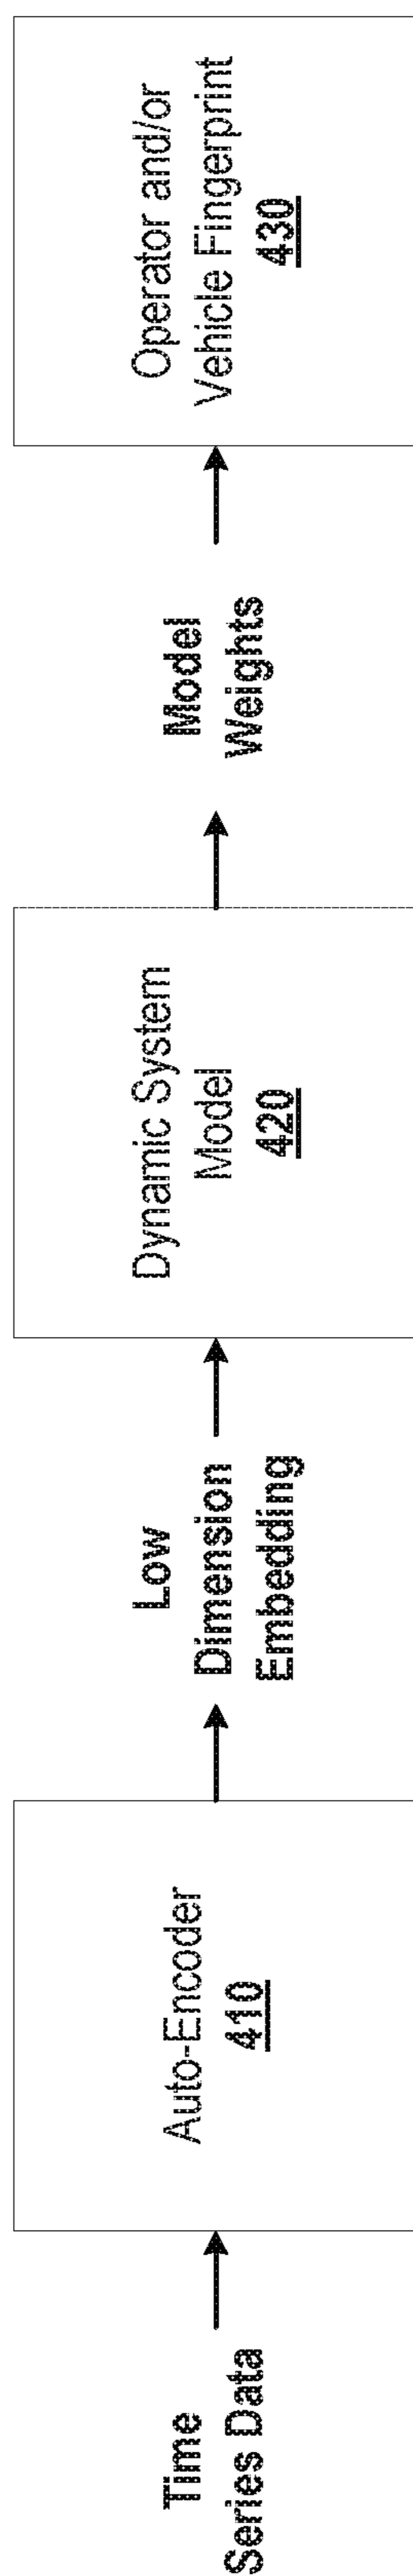 Time
Series Data
Auto-Encoder
410
Low
Dimension
Embedding
Dynamic System
Model
420
Model
Weights
Operator and/or
Vehicle Fingerprint
430